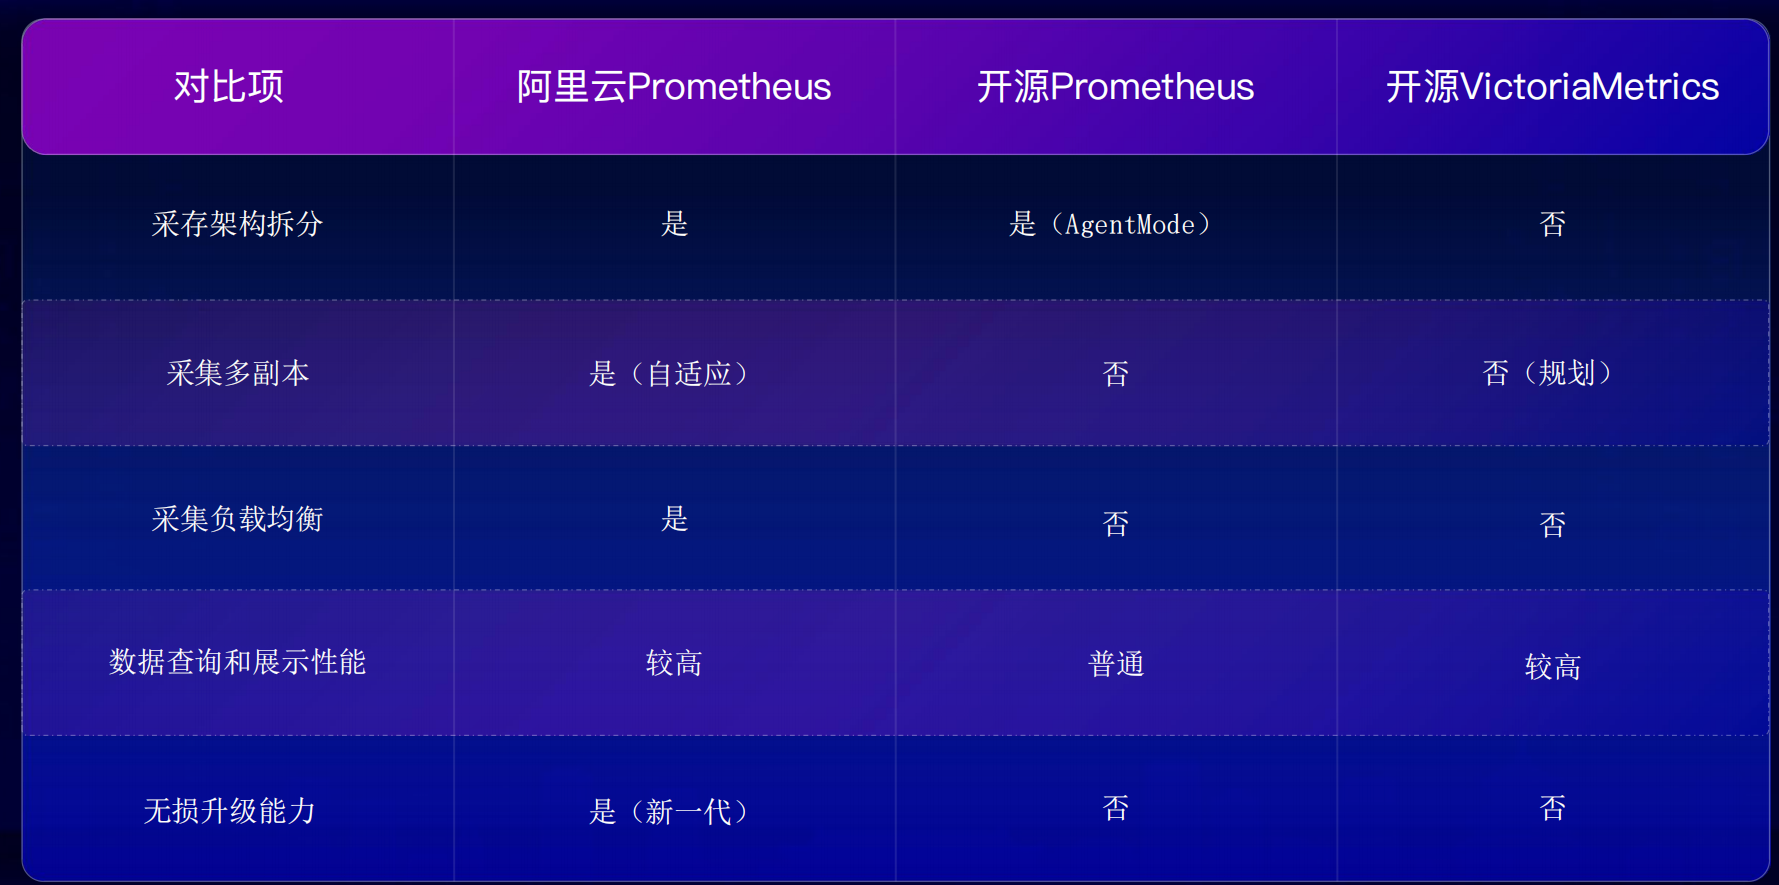 对比项 阿里云Prometheus 开源Prometheus 开源VictoriaMetrics
采存架构拆分 是 是（AgentMode） 否
采集多副本 是（自适应） 否 否（规划）
采集负载均衡 是 否 否
数据查询和展示性能 较高 普通 较高
无损升级能力 是（新一代） 否 否